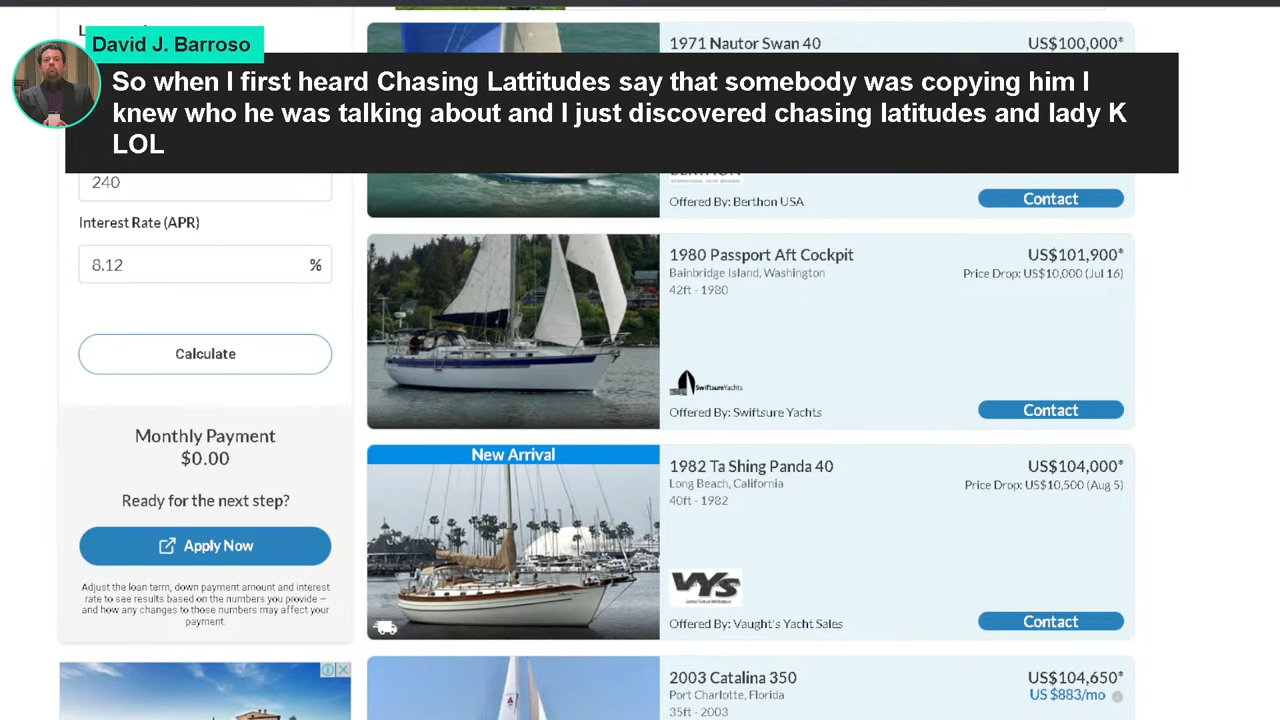 David J. Barroso
So when I first heard Chasing Lattitudes say that somebody was copying him I
knew who he was talking about and I just discovered chasing latitudes and lady K
LOL
240
Interest Rate (APR)
8.12
%
Calculate
Monthly Payment
$0.00
Ready for the next step?
Apply Now
Adjust the loan term, down payment amount and interest
rate to see results based on the numbers you provide –
and how any changes to those numbers may affect your
payment.
1971 Nautor Swan 40
US$100,000*
Offered By: Berthon USA
Contact
1980 Passport Aft Cockpit
US$101,900*
Bainbridge Island, Washington
Price Drop: US$10,000 (Jul 16)
42ft - 1980
SwiftsureYachts
Offered By: Swiftsure Yachts
Contact
New Arrival
1982 Ta Shing Panda 40
US$104,000*
Long Beach, California
Price Drop: US$10,500 (Aug 5)
40ft - 1982
VYS
Offered By: Vaught's Yacht Sales
Contact
2003 Catalina 350
US$104,650*
Port Charlotte, Florida
US $883/mo
35ft - 2003